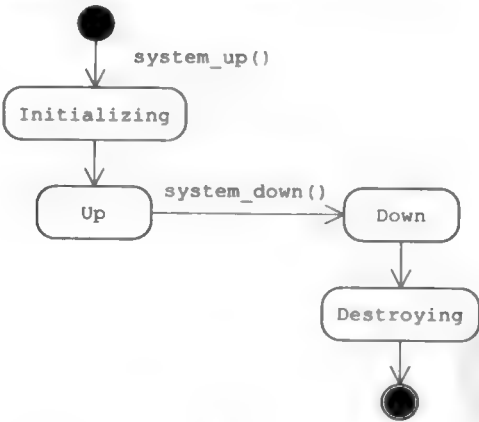 system_up()
Initializing
system_down()
Up
Down
Destroying